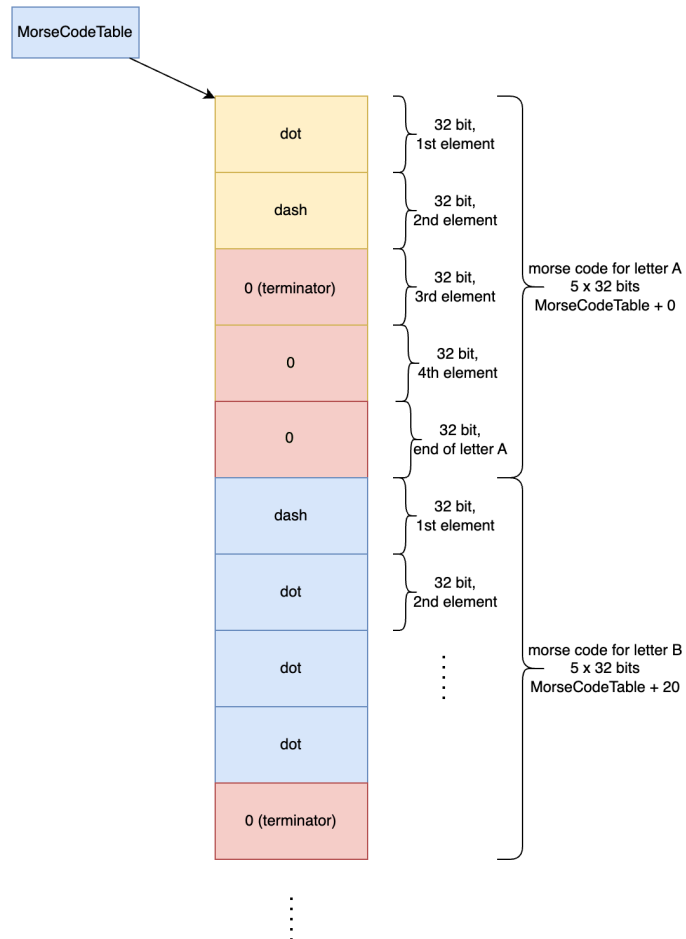 MorseCodeTable
dot
32 bit,
1st element
dash
32 bit,
2nd element
0 (terminator)
32 bit,
3rd element
morse code for letter A
5 x 32 bits
MorseCodeTable + 0
0
32 bit,
4th element
0
32 bit,
end of letter A
dash
32 bit,
1st element
dot
32 bit,
2nd element
dot
morse code for letter B
5 x 32 bits
MorseCodeTable + 20
dot
0 (terminator)